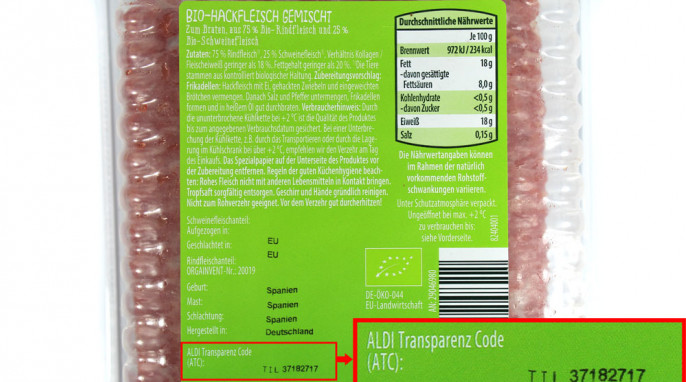 BIO-HACKFLEISCH GEMISCHT
Zum Braten, aus 75 % Bio-Rindfleisch und 25 %
Bio-Schweinefleisch
Zutaten: 75 % Rindfleisch¹, 25 % Schweinefleisch¹. Verhältnis Kollagen /
Fleischeiweiß geringer als 18 %. Fettgehalt geringer als 20 %. ¹Die Tiere
stammen aus kontrolliert biologischer Haltung. Zubereitungsvorschlag:
Frikadellen: Hackfleisch mit Ei, gehackten Zwiebeln und eingeweichten
Brötchen vermengen. Danach Salz und Pfeffer untermengen, Frikadellen
formen und in heißem Öl gut durchbraten. Verbraucherhinweis: Durch
die ununterbrochene Kühlkette bei +2 °C ist die Qualität des Produktes
bis zum angegebenen Verbrauchsdatum gesichert. Bei einer Unterbre-
chung der Kühlkette, z.B. durch das Transportieren oder durch die Lage-
rung im Kühlschrank bei über +2 °C, empfehlen wir den Verzehr am Tag
des Einkaufs. Das Spezialpapier auf der Unterseite des Produktes vor
der Zubereitung entfernen. Regeln der guten Küchenhygiene beach-
ten: Rohes Fleisch nicht mit anderen Lebensmitteln in Kontakt bringen.
Tropfsaft sorgfältig entsorgen. Geschirr und Hände gründlich reinigen.
Nicht zum Rohverzehr geeignet. Vor dem Verzehr gut durcherhitzen!
Schweinefleischanteil:
Aufgezogen in: EU
Geschlachtet in: EU
Rindfleischanteil:
ORGAINVENT-Nr.: 20019
Geburt: Spanien
Mast: Spanien
Schlachtung: Spanien
Hergestellt in: Deutschland
ALDI Transparenz Code
(ATC): TIL 37182717
Durchschnittliche Nährwerte
Je 100 g
Brennwert 972 kJ / 234 kcal
Fett 18 g
-davon gesättigte
Fettsäuren 8,0 g
Kohlenhydrate <0,5 g
-davon Zucker <0,5 g
Eiweiß 18 g
Salz 0,15 g
Die Nährwertangaben können
im Rahmen der natürlich
vorkommenden Rohstoff-
schwankungen variieren.
Unter Schutzatmosphäre verpackt.
Ungeöffnet bei max. +2 °C
zu verbrauchen bis:
siehe Vorderseite.
82404001
DE-ÖKO-044
EU-Landwirtschaft
AN: 29046980
ALDI Transparenz Code
(ATC):
TIL 37182717